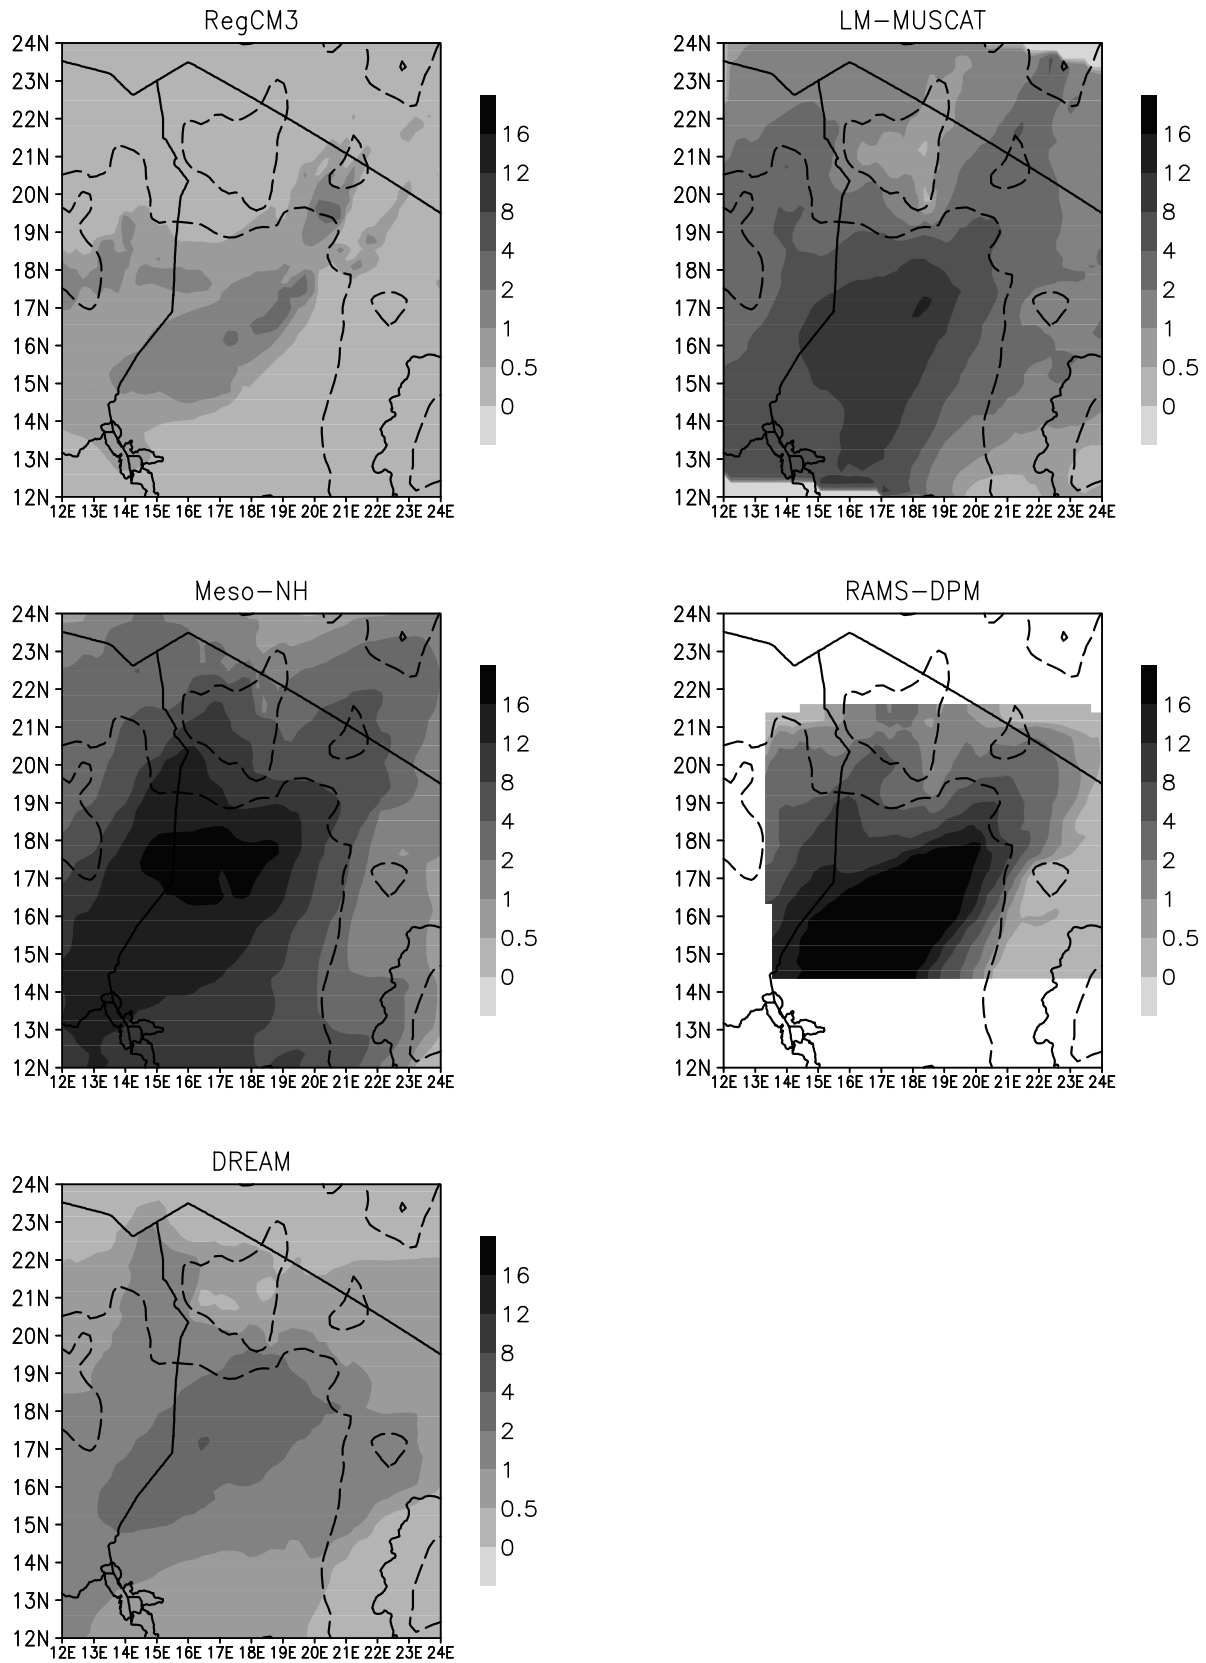 RegCM3
24N
23N
22N
21N
20N
19N
18N
17N
16N
15N
14N
13N
12N
12E 13E 14E 15E 16E 17E 18E 19E 20E 21E 22E 23E 24E
16
12
8
4
2
1
0.5
0
LM-MUSCAT
24N
23N
22N
21N
20N
19N
18N
17N
16N
15N
14N
13N
12N
12E 13E 14E 15E 16E 17E 18E 19E 20E 21E 22E 23E 24E
16
12
8
4
2
1
0.5
0
Meso-NH
24N
23N
22N
21N
20N
19N
18N
17N
16N
15N
14N
13N
12N
12E 13E 14E 15E 16E 17E 18E 19E 20E 21E 22E 23E 24E
16
12
8
4
2
1
0.5
0
RAMS-DPM
24N
23N
22N
21N
20N
19N
18N
17N
16N
15N
14N
13N
12N
12E 13E 14E 15E 16E 17E 18E 19E 20E 21E 22E 23E 24E
16
12
8
4
2
1
0.5
0
DREAM
24N
23N
22N
21N
20N
19N
18N
17N
16N
15N
14N
13N
12N
12E 13E 14E 15E 16E 17E 18E 19E 20E 21E 22E 23E 24E
16
12
8
4
2
1
0.5
0